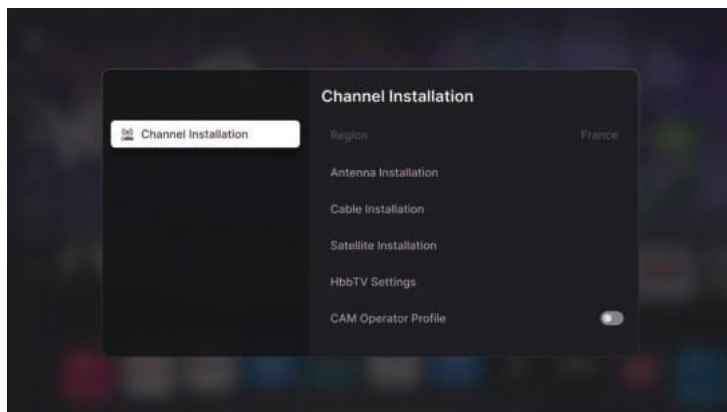 Channel Installation
Channel Installation
Region France
Antenna Installation
Cable Installation
Satellite Installation
HbbTV Settings
CAM Operator Profile